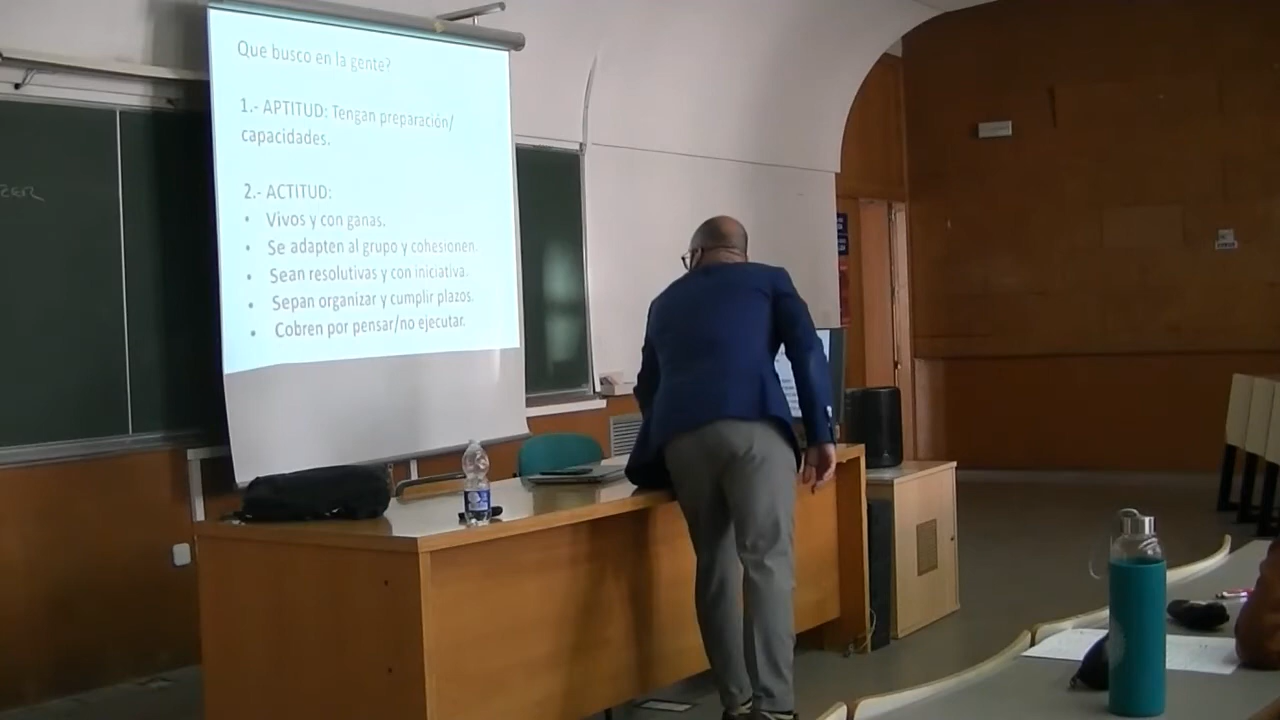 Que busco en la gente?
1.- APTITUD: Tengan preparación/
capacidades.
2.- ACTITUD:
• Vivos y con ganas.
• Se adapten al grupo y cohesionen.
• Sean resolutivas y con iniciativa.
• Sepan organizar y cumplir plazos.
• Cobren por pensar/no ejecutar.